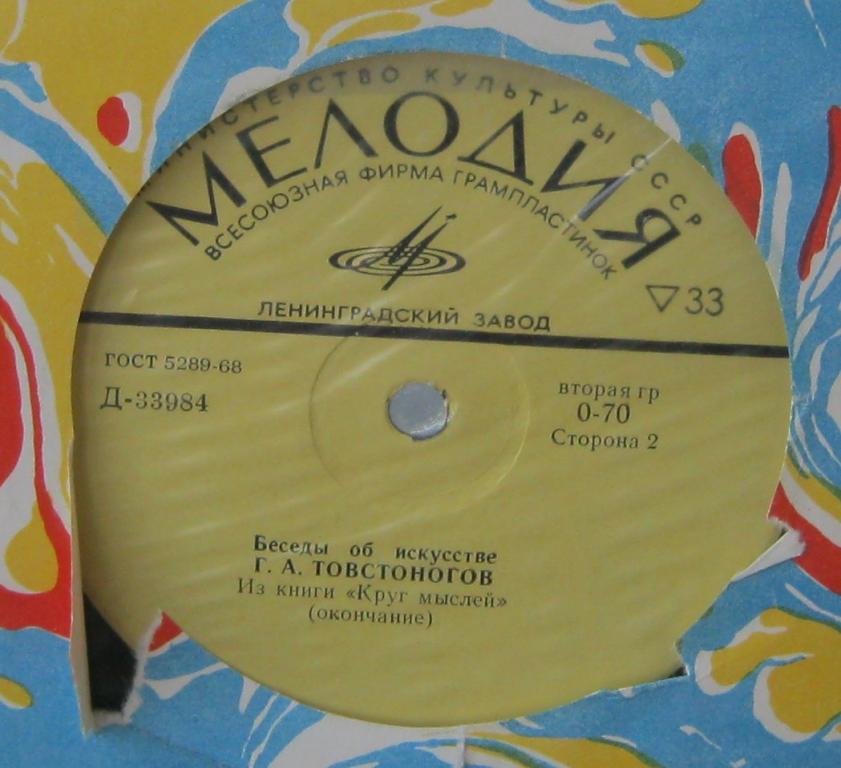 МИНИСТЕРСТВО КУЛЬТУРЫ СССР
МЕЛОДИЯ
ВСЕСОЮЗНАЯ ФИРМА ГРАМПЛАСТИНОК
▽33
ЛЕНИНГРАДСКИЙ ЗАВОД
ГОСТ 5289-68
Д-33984
вторая гр
0-70
Сторона 2
Беседы об искусстве
Г. А. ТОВСТОНОГОВ
Из книги «Круг мыслей»
(окончание)